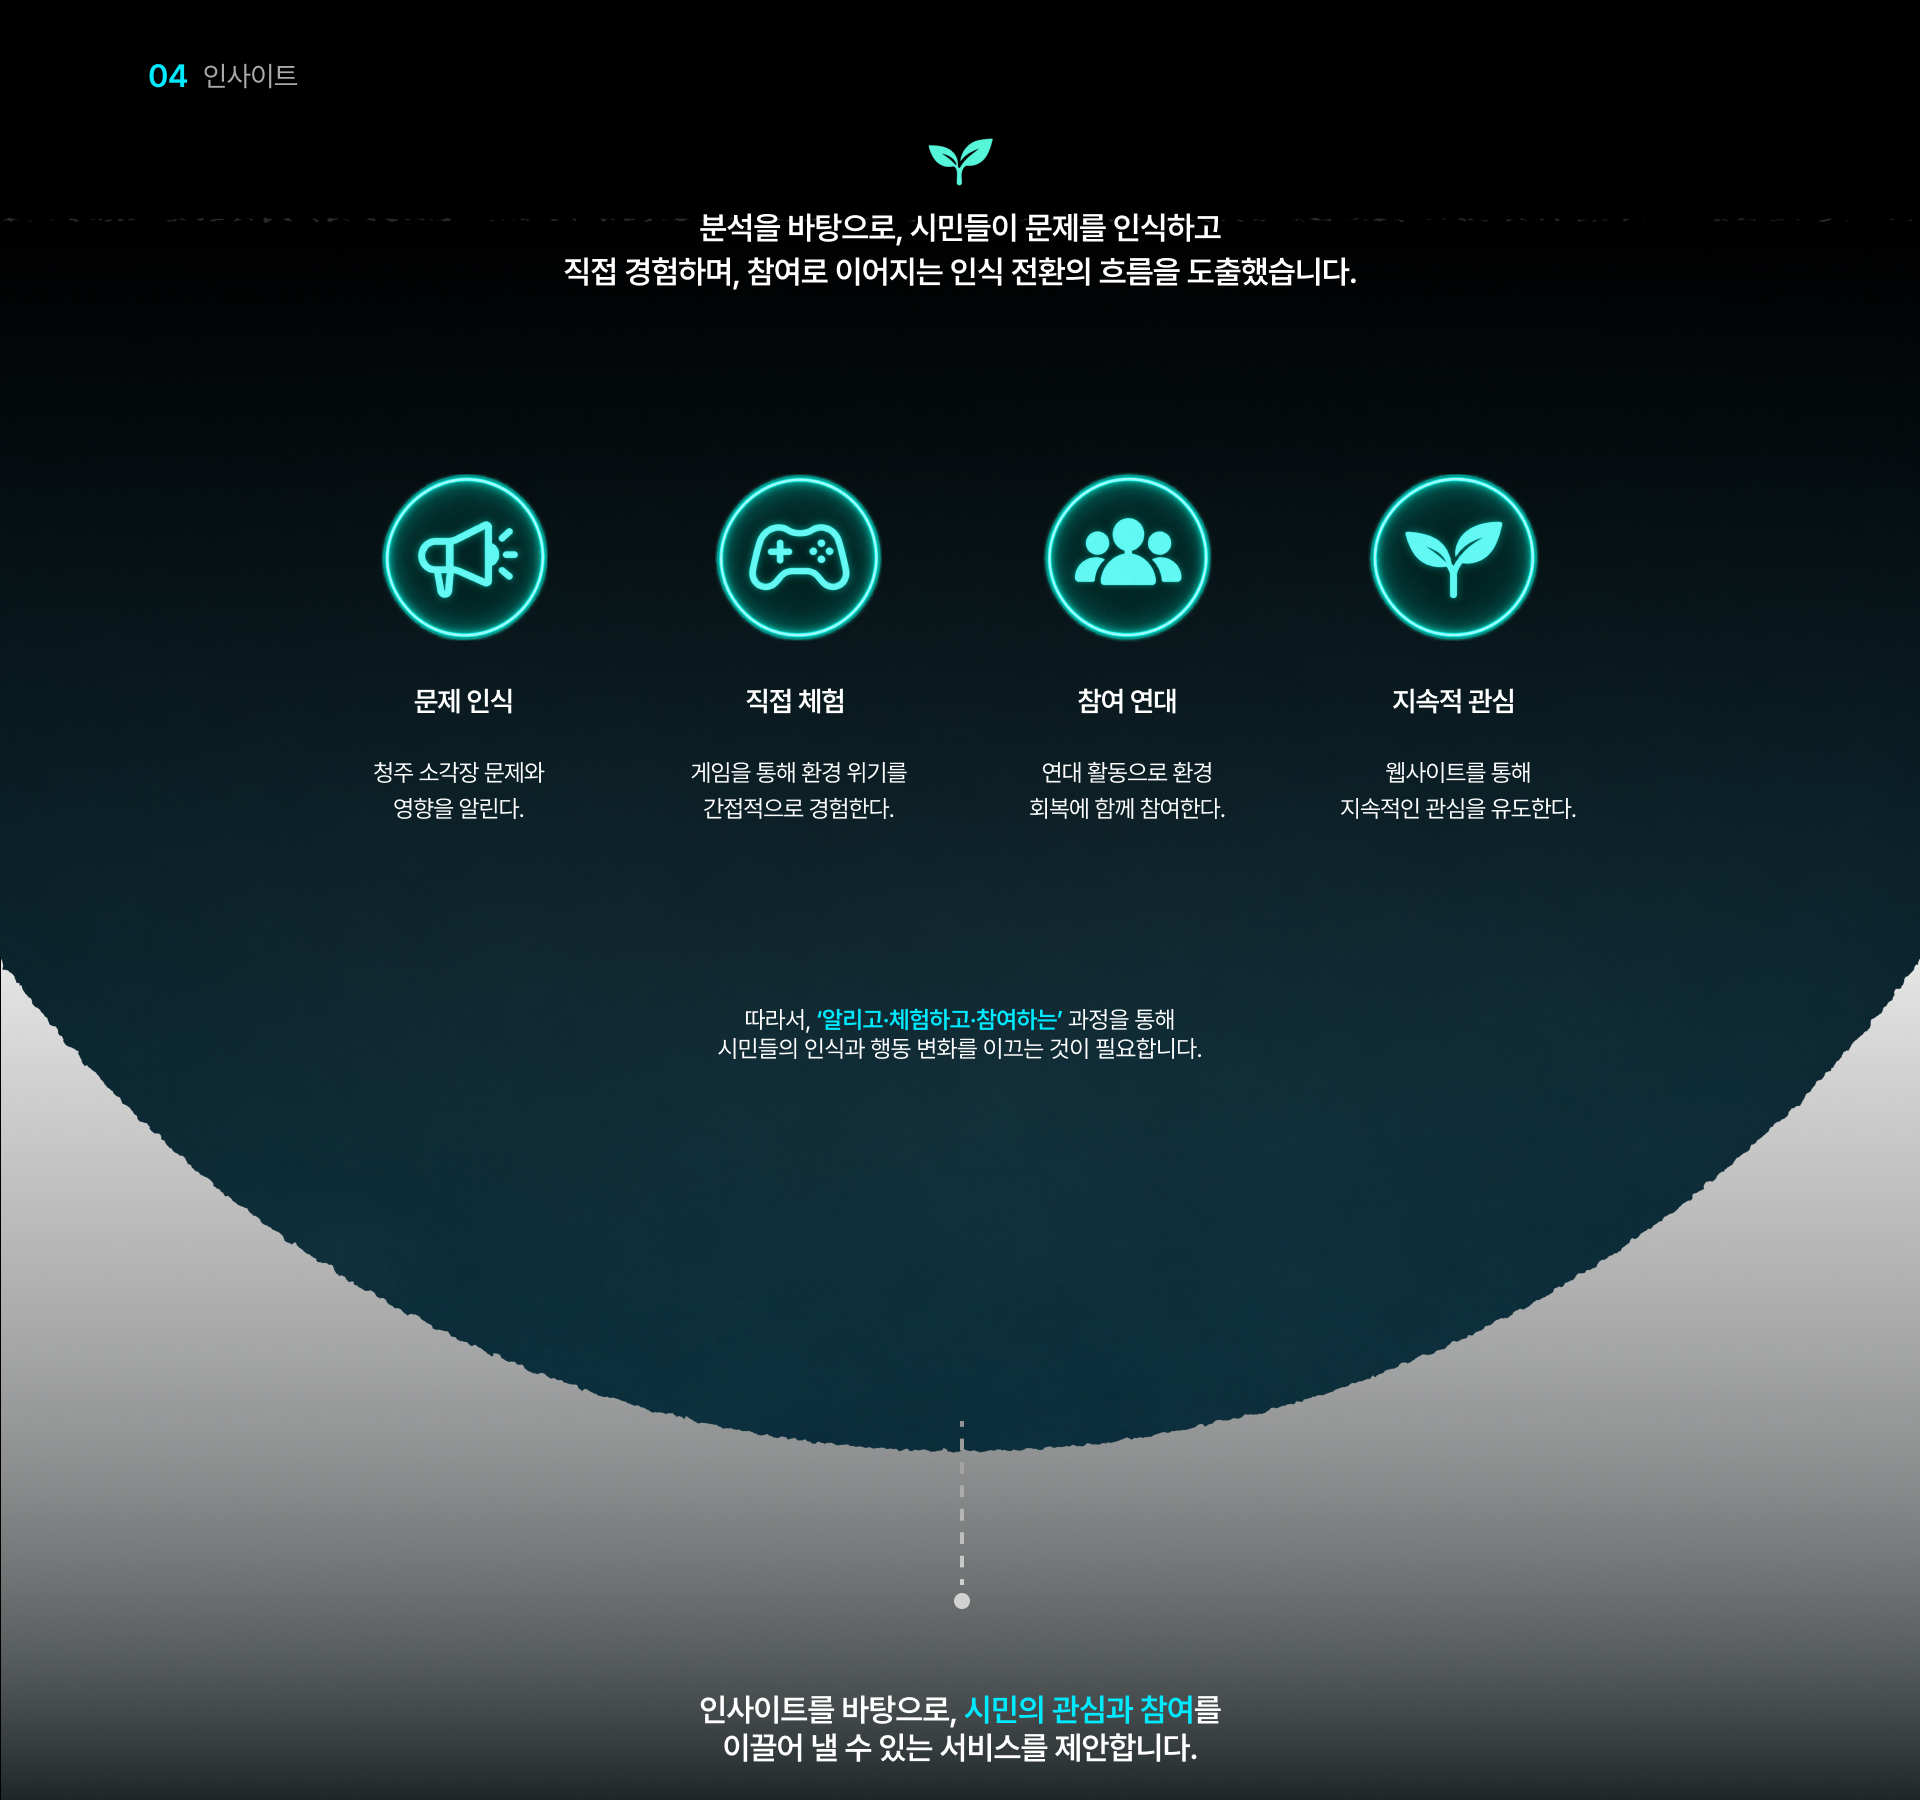 04 인사이트
분석을 바탕으로, 시민들이 문제를 인식하고
직접 경험하며, 참여로 이어지는 인식 전환의 흐름을 도출했습니다.
문제 인식
청주 소각장 문제와
영향을 알린다.
직접 체험
게임을 통해 환경 위기를
간접적으로 경험한다.
참여 연대
연대 활동으로 환경
회복에 함께 참여한다.
지속적 관심
웹사이트를 통해
지속적인 관심을 유도한다.
따라서, ‘알리고·체험하고·참여하는’ 과정을 통해
시민들의 인식과 행동 변화를 이끄는 것이 필요합니다.
인사이트를 바탕으로, 시민의 관심과 참여를
이끌어 낼 수 있는 서비스를 제안합니다.